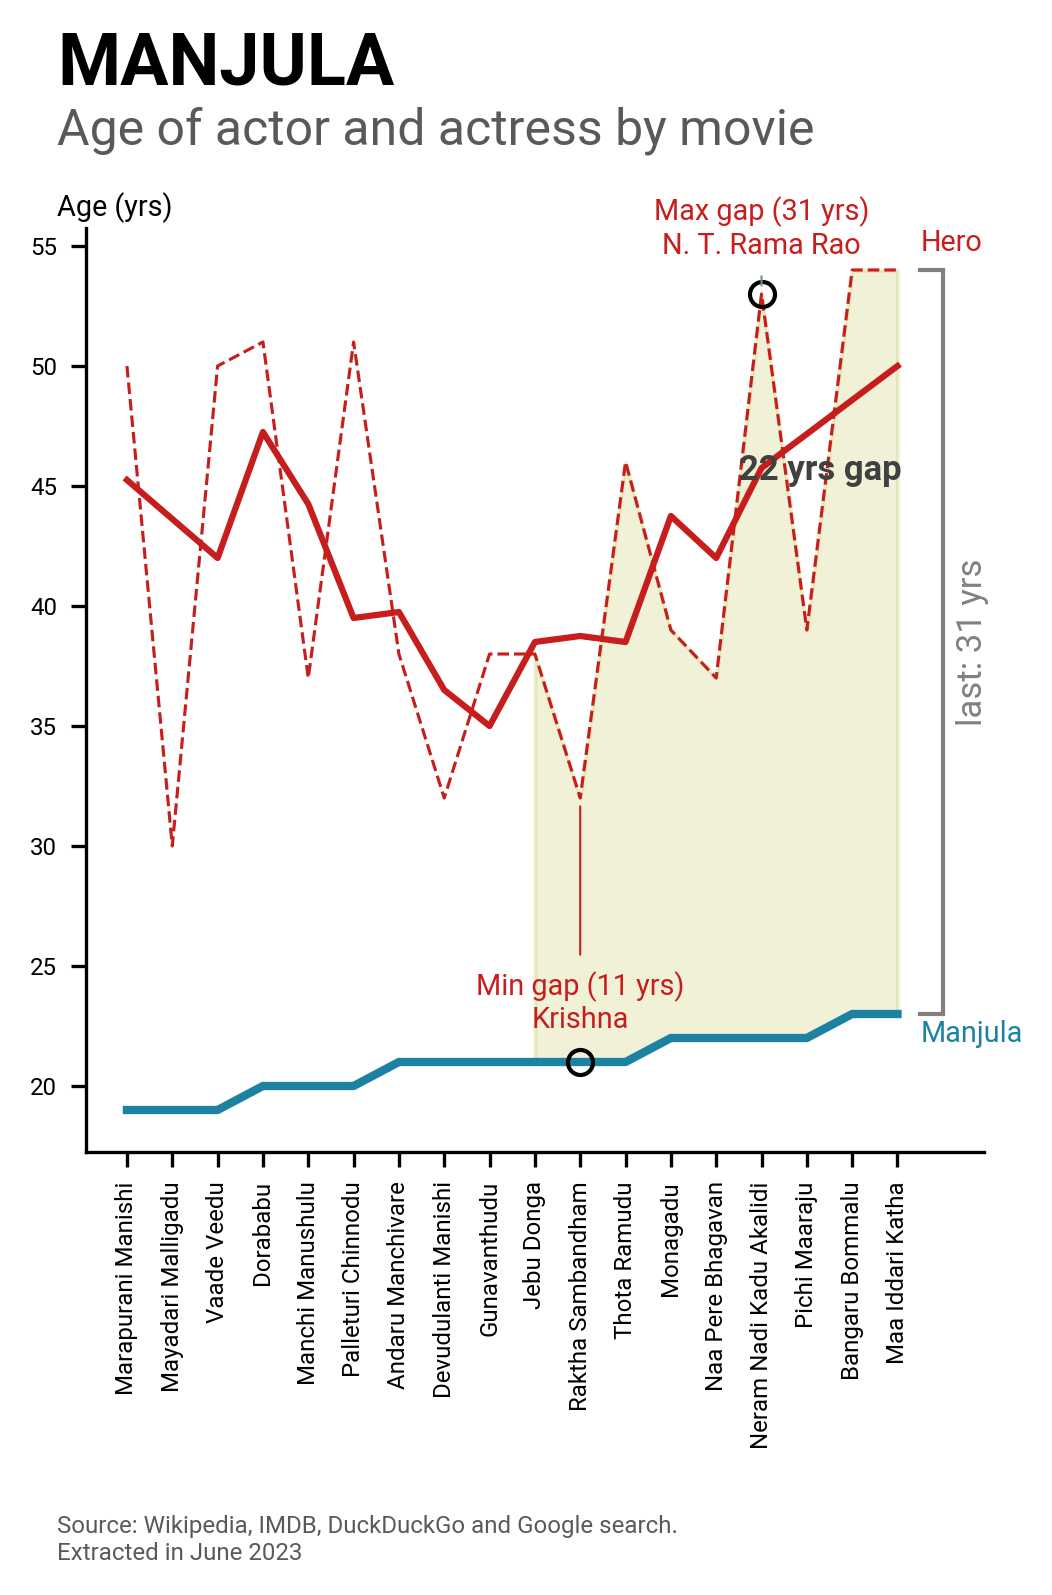 MANJULA
Age of actor and actress by movie
Age (yrs)
Max gap (31 yrs)
N. T. Rama Rao
Hero
55
50
45
40
35
30
25
20
22 yrs gap
last: 31 yrs
Min gap (11 yrs)
Krishna
Manjula
Marapurani Manishi
Mayadari Malligadu
Vaade Veedu
Dorababu
Manchi Manushulu
Palleturi Chinnodu
Andaru Manchivare
Devudulanti Manishi
Gunavanthudu
Jebu Donga
Raktha Sambandham
Thota Ramudu
Monagadu
Naa Pere Bhagavan
Neram Nadi Kadu Akalidi
Pichi Maaraju
Bangaru Bommalu
Maa Iddari Katha
Source: Wikipedia, IMDB, DuckDuckGo and Google search.
Extracted in June 2023